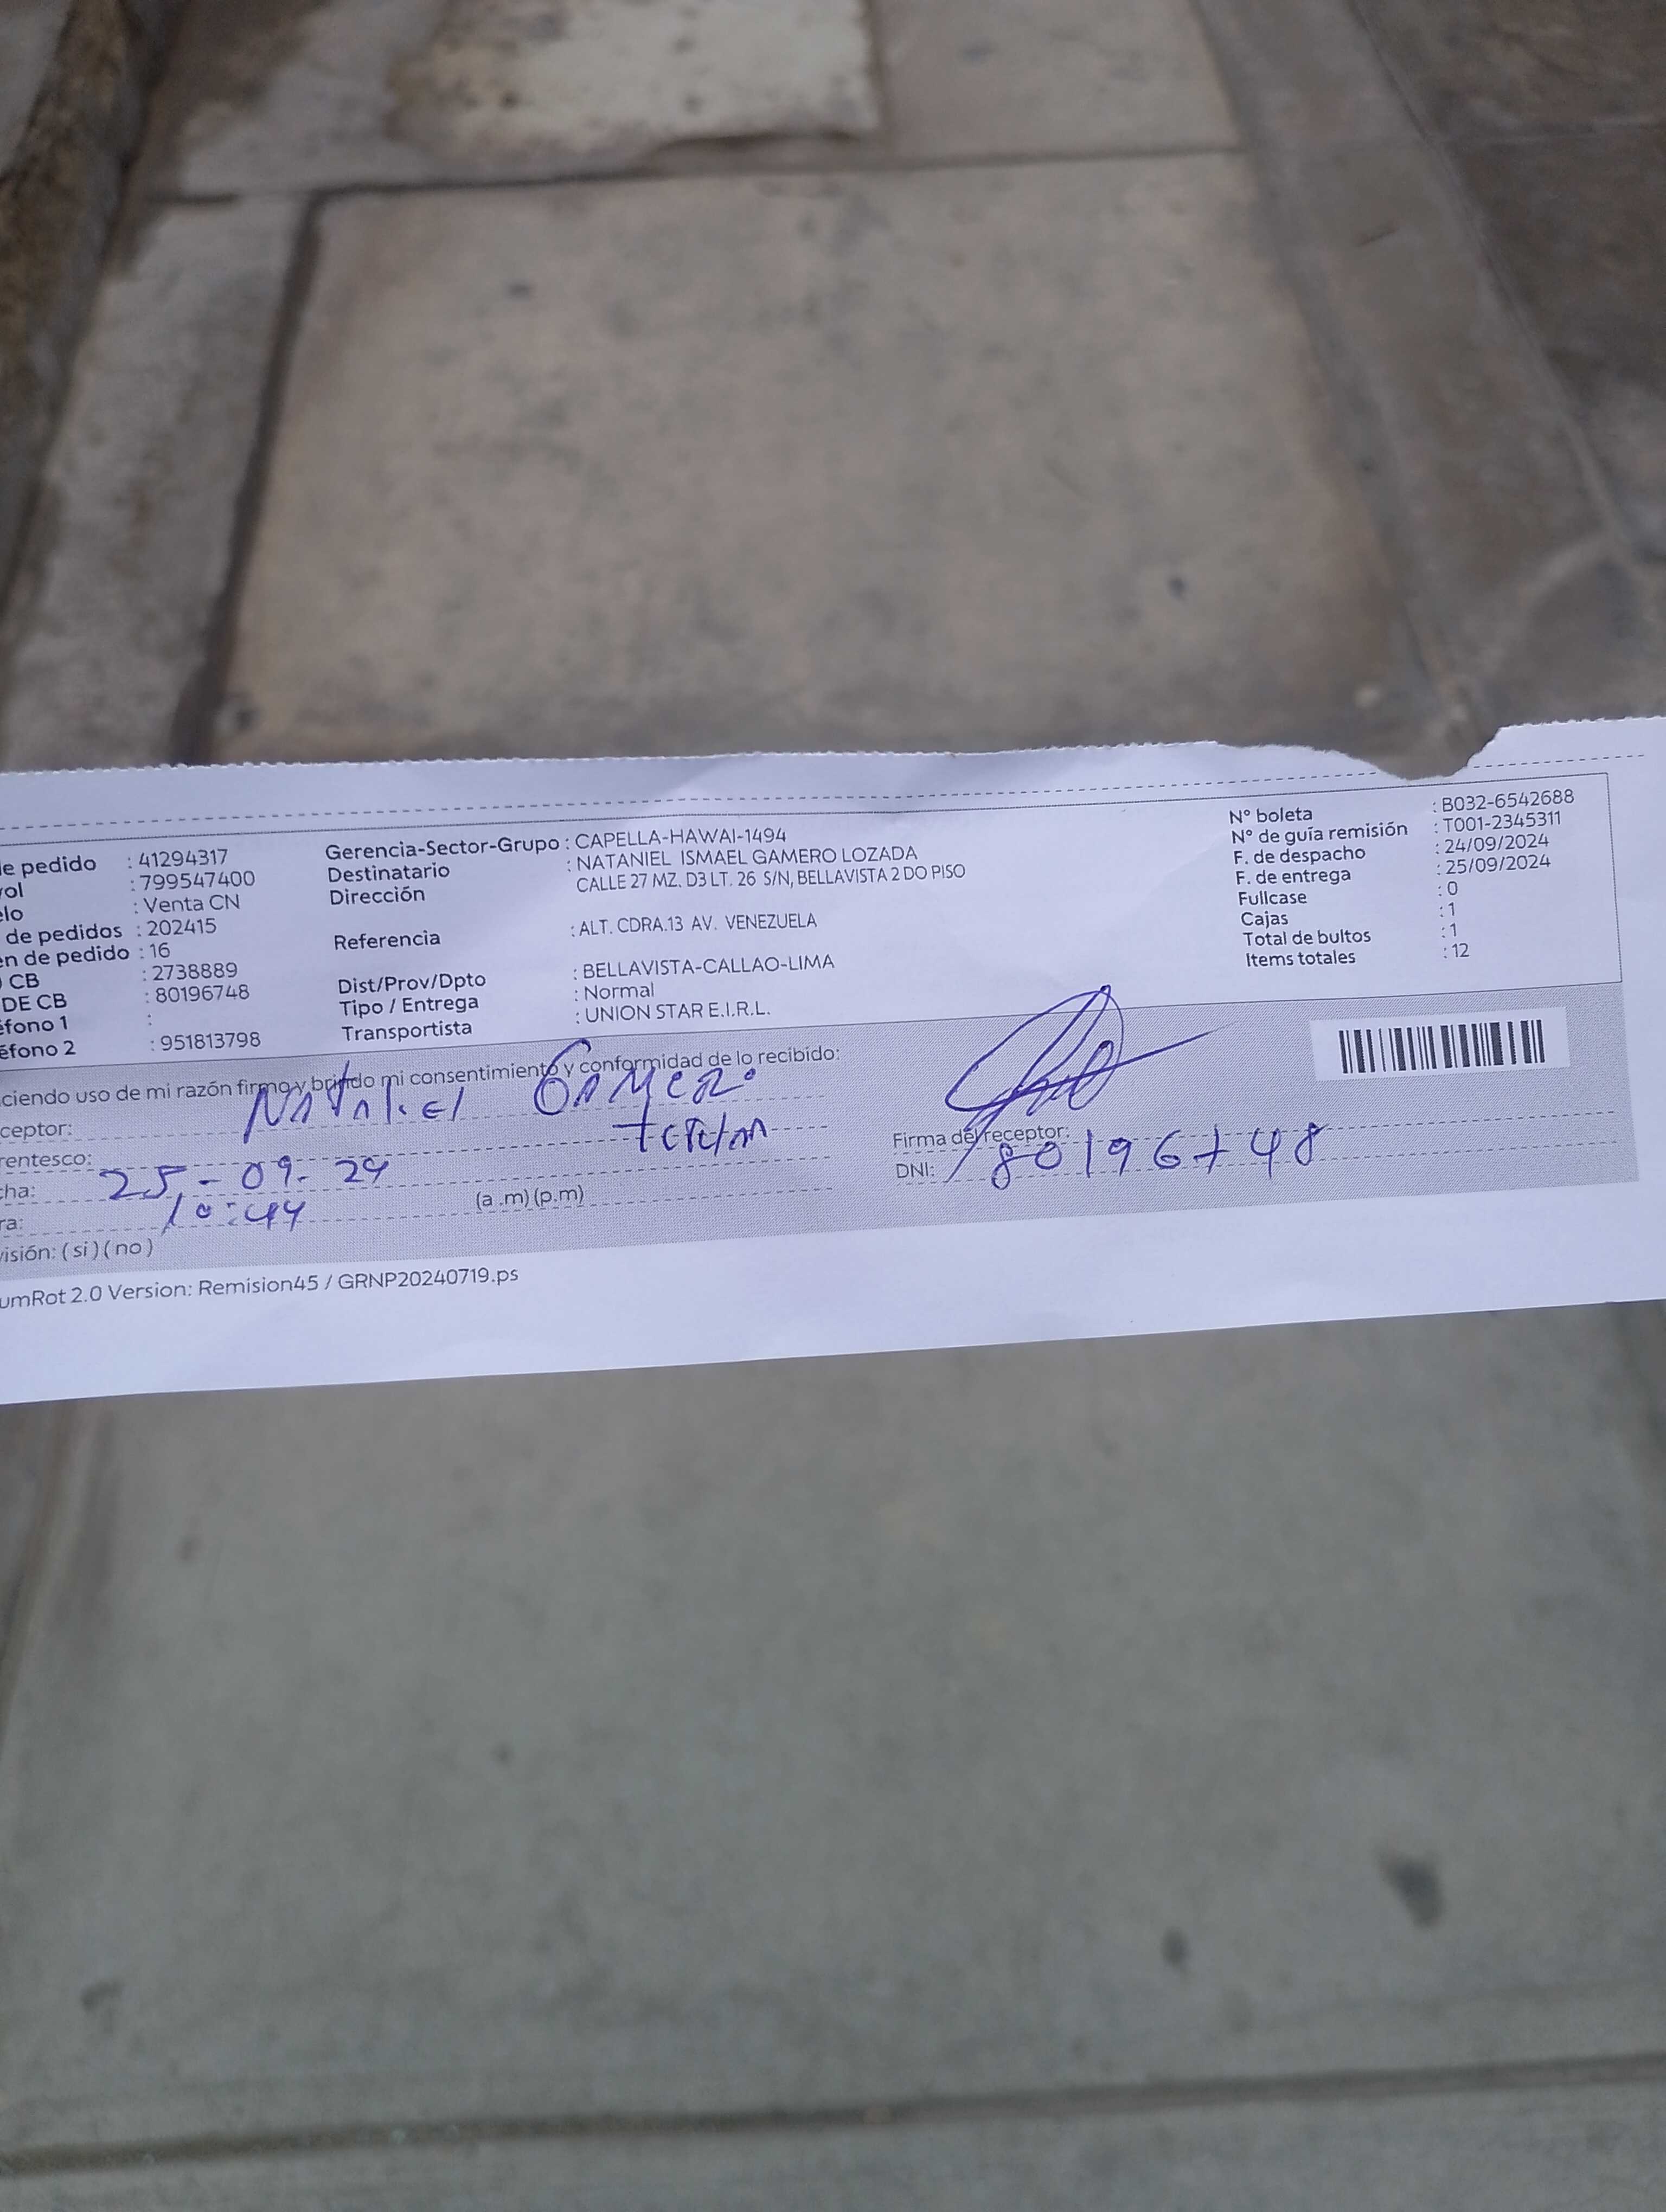 e pedido : 41294317 Gerencia-Sector-Grupo : CAPELLA-HAWAI-1494 N° boleta : B032-6542688
rol : 799547400 Destinatario : NATANIEL ISMAEL GAMERO LOZADA N° de guía remisión : T001-2345311
elo : Venta CN Dirección CALLE 27 MZ. D3 LT. 26 S/N, BELLAVISTA 2 DO PISO F. de despacho : 24/09/2024
de pedidos : 202415 F. de entrega : 25/09/2024
en de pedido : 16 Referencia : ALT. CDRA.13 AV. VENEZUELA Fullcase : 0
CB : 2738889 Cajas : 1
DE CB : 80196748 Dist/Prov/Dpto : BELLAVISTA-CALLAO-LIMA Total de bultos : 1
éfono 1 : Tipo / Entrega : Normal Items totales : 12
éfono 2 : 951813798 Transportista : UNION STAR E.I.R.L.
ciendo uso de mi razón firmo y brindo mi consentimiento y conformidad de lo recibido:
ceptor: Nataniel Gamero.
rentesco: Firma del receptor:
cha: 25-09-24 DNI: 80196748
ra: 10:44 (a .m) (p.m)
visión: ( si ) ( no )
umRot 2.0 Version: Remision45 / GRNP20240719.ps